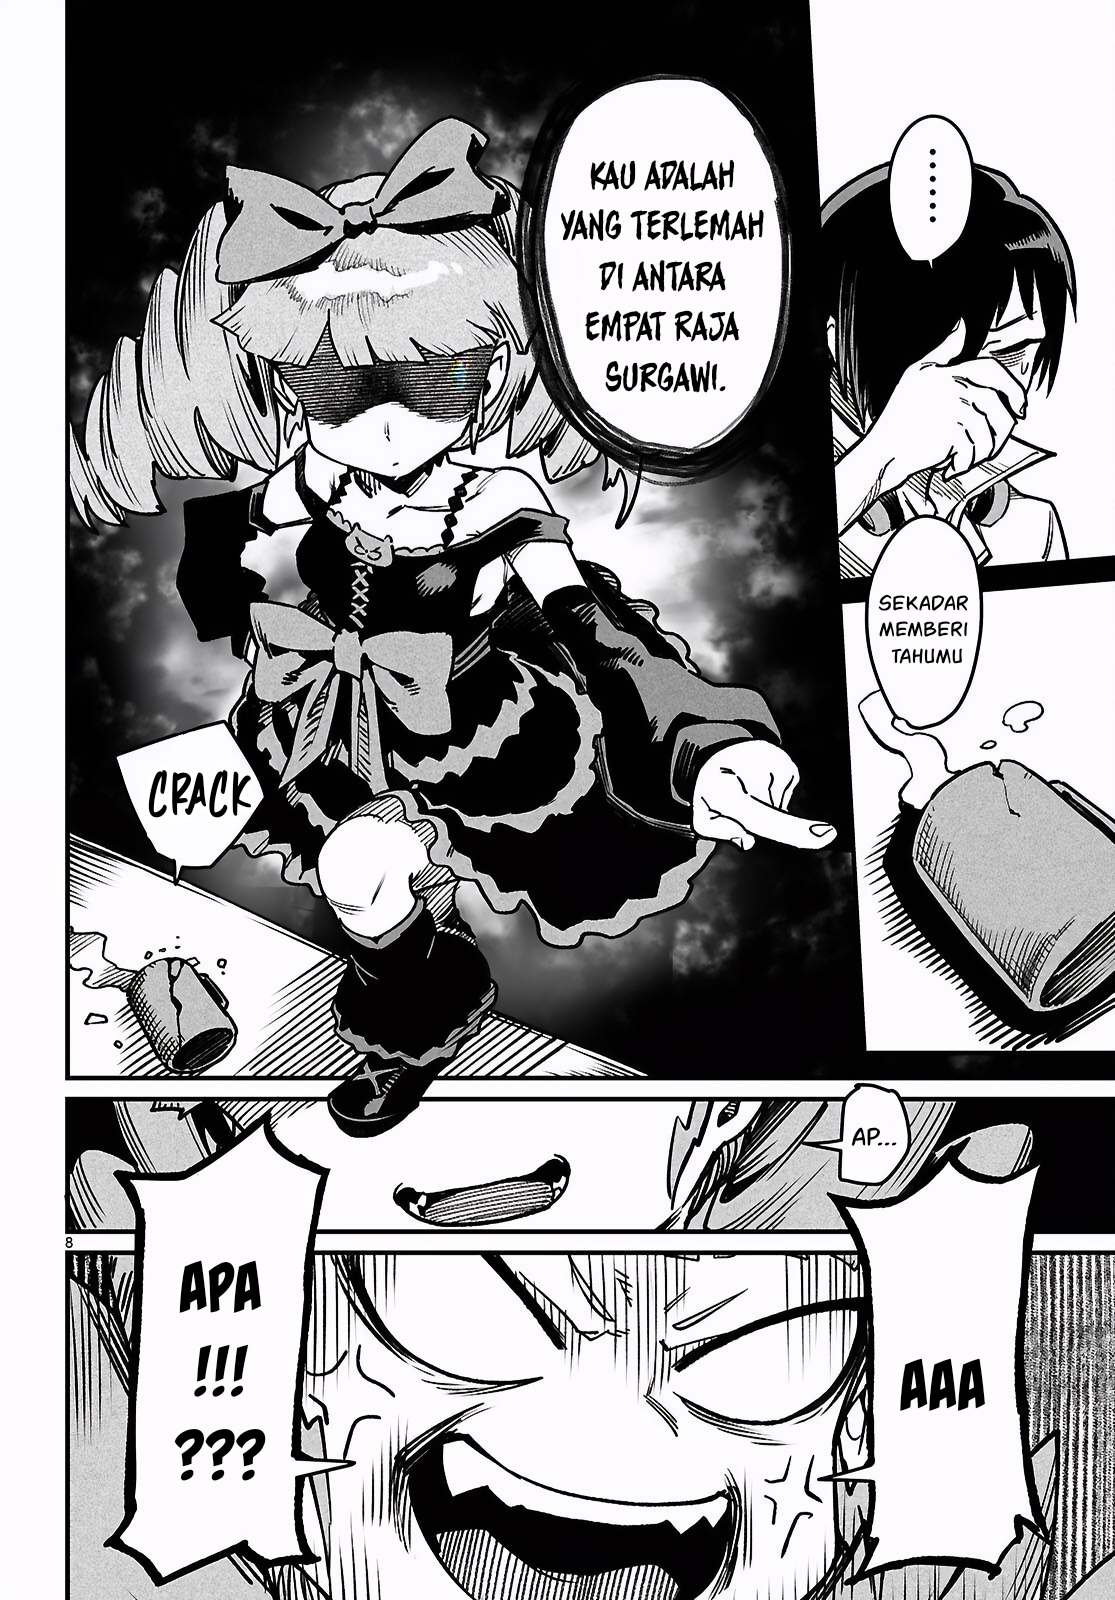 ......
SEKADAR
MEMBERI
TAHUMU
KAU ADALAH
YANG TERLEMAH
DI ANTARA
EMPAT RAJA
SURGAWI.
CRACK
AP...
AAA
APA
!!!
???
8